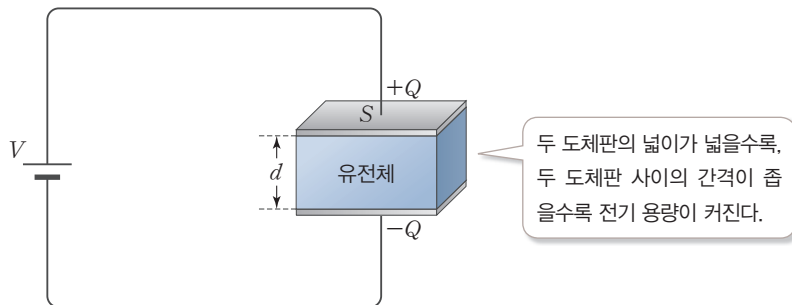 +Q
S
V
d
유전체
−Q
두 도체판의 넓이가 넓을수록,
두 도체판 사이의 간격이 좁
을수록 전기 용량이 커진다.